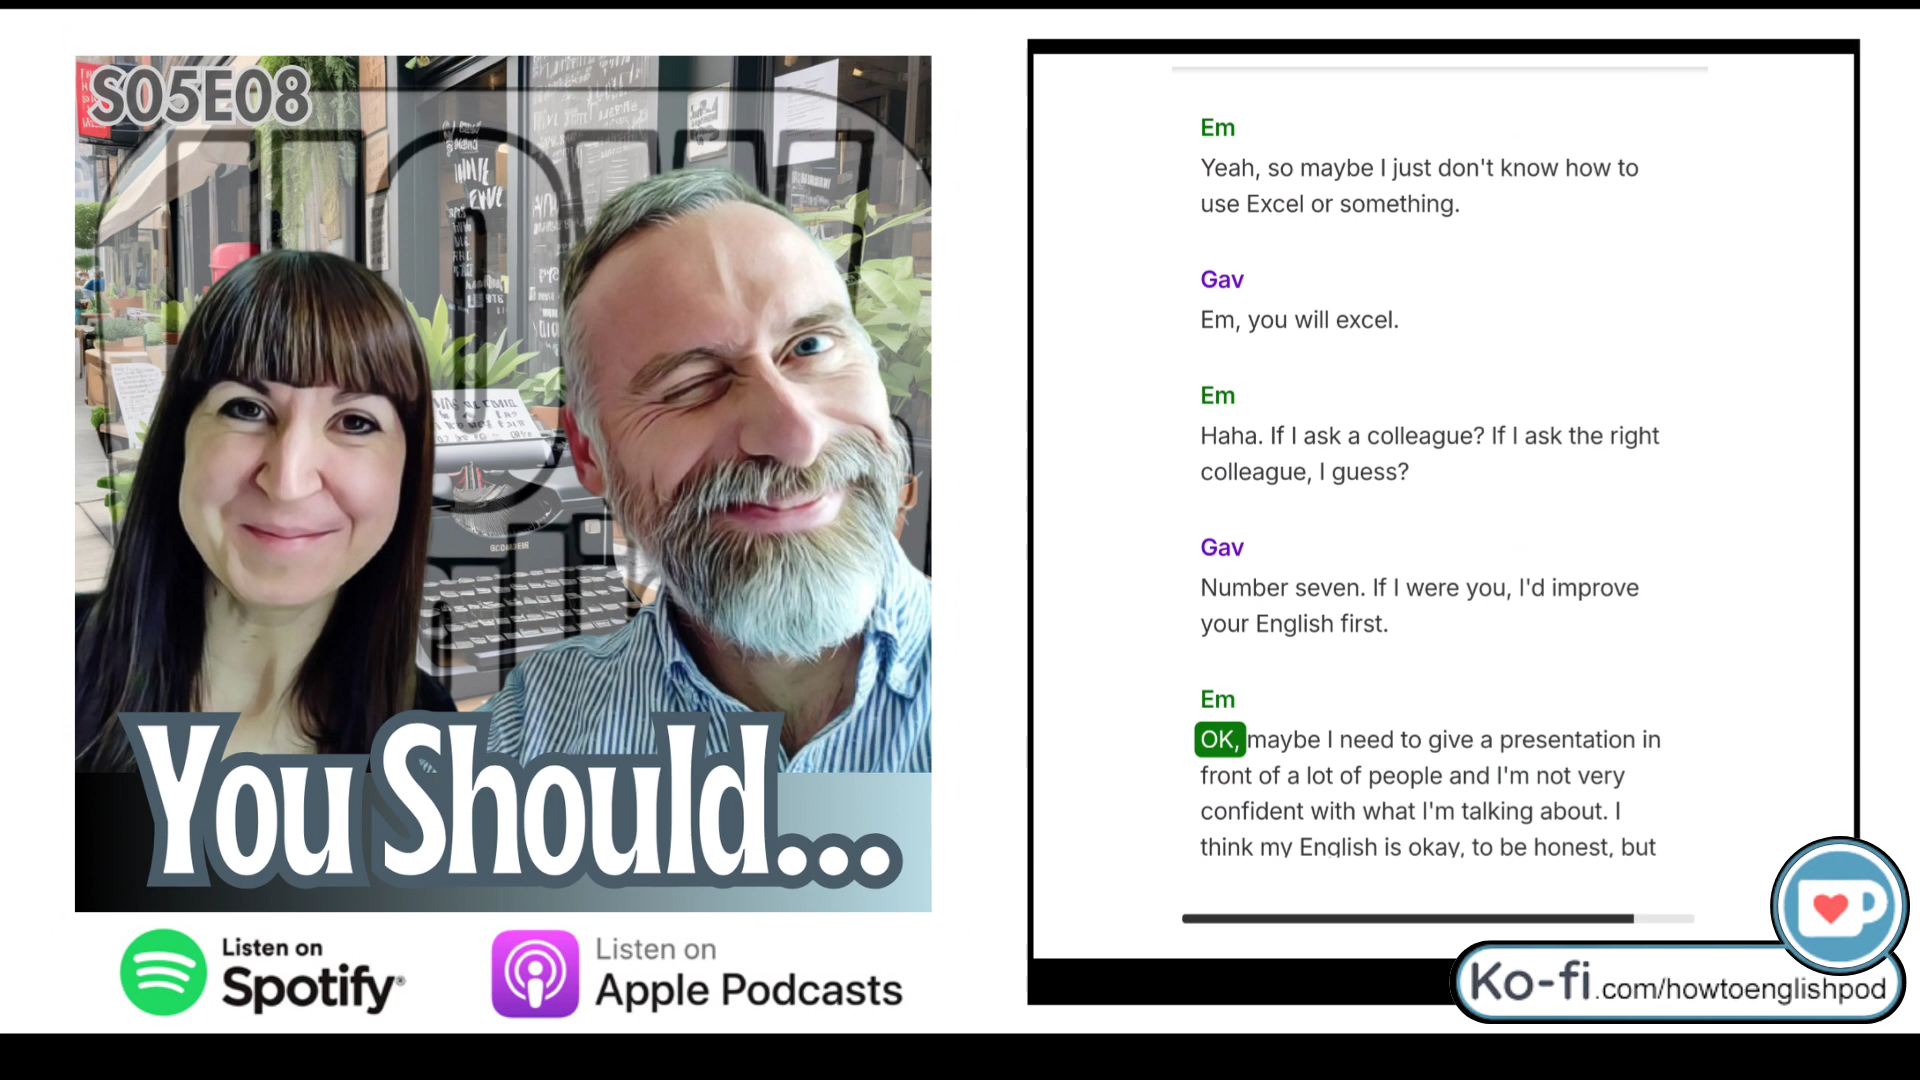 S05E08
You Should...
Listen on
Spotify
Listen on
Apple Podcasts
Em
Yeah, so maybe I just don't know how to
use Excel or something.
Gav
Em, you will excel.
Em
Haha. If I ask a colleague? If I ask the right
colleague, I guess?
Gav
Number seven. If I were you, I'd improve
your English first.
Em
OK, maybe I need to give a presentation in
front of a lot of people and I'm not very
confident with what I'm talking about. I
think my English is okay, to be honest, but
Ko-fi.com/howtoenglishpod